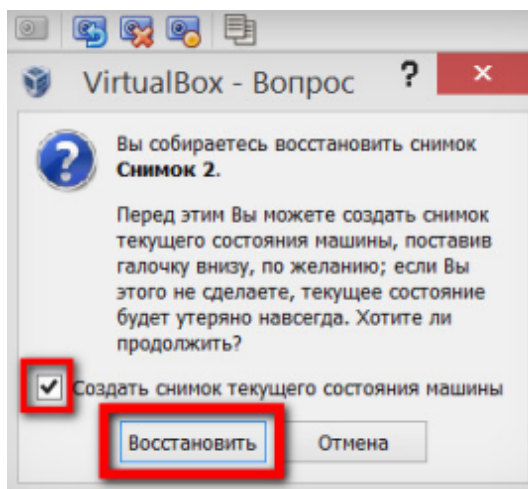 VirtualBox - Вопрос ?
Вы собираетесь восстановить снимок
Снимок 2.
Перед этим Вы можете создать снимок
текущего состояния машины, поставив
галочку внизу, по желанию; если Вы
этого не сделаете, текущее состояние
будет утеряно навсегда. Хотите ли
продолжить?
Создать снимок текущего состояния машины
Восстановить Отмена